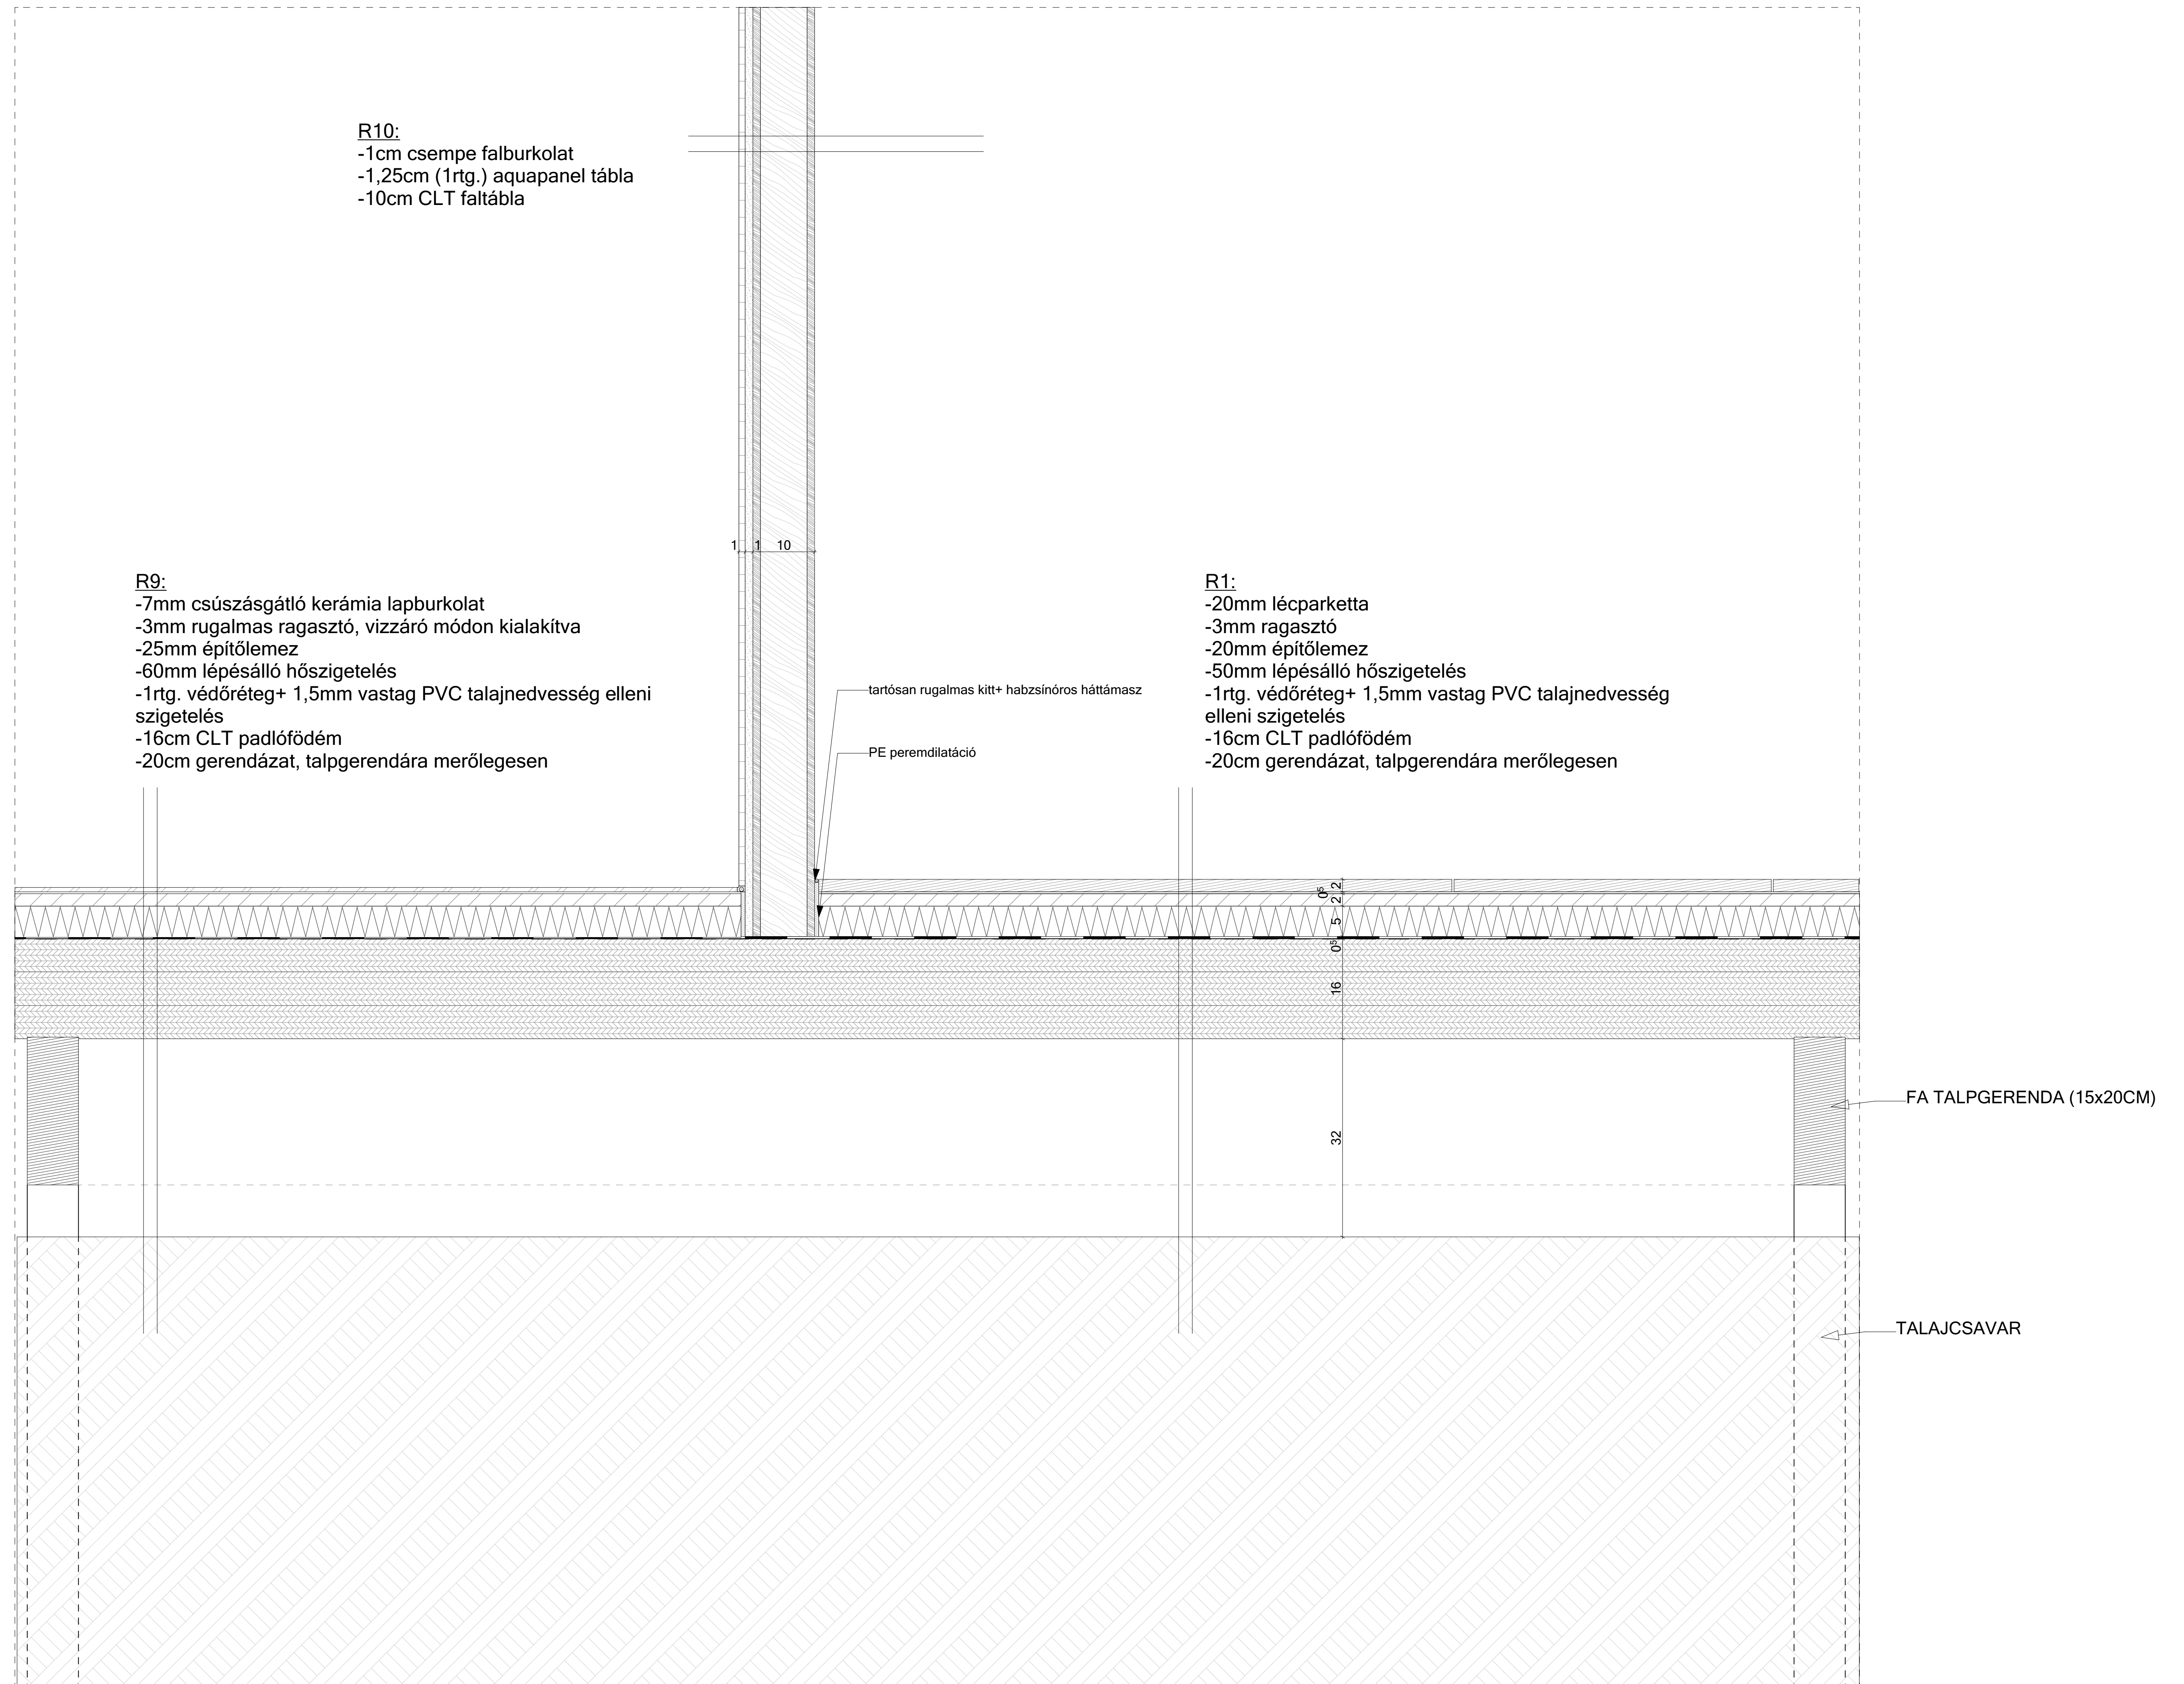 R10:
-1cm csempe falburkolat
-1,25cm (1rtg.) aquapanel tábla
-10cm CLT faltábla
1 1 10
R9:
-7mm csúszásgátló kerámia lapburkolat
-3mm rugalmas ragasztó, vizzáró módon kialakítva
-25mm építőlemez
-60mm lépésálló hőszigetelés
-1rtg. védőréteg+ 1,5mm vastag PVC talajnedvesség elleni
szigetelés
-16cm CLT padlófödém
-20cm gerendázat, talpgerendára merőlegesen
tartósan rugalmas kitt+ habzsínóros háttámasz
PE peremdilatáció
R1:
-20mm lécparketta
-3mm ragasztó
-20mm építőlemez
-50mm lépésálló hőszigetelés
-1rtg. védőréteg+ 1,5mm vastag PVC talajnedvesség
elleni szigetelés
-16cm CLT padlófödém
-20cm gerendázat, talpgerendára merőlegesen
2
0⁵
2
5
0⁵
16
32
FA TALPGERENDA (15x20CM)
TALAJCSAVAR